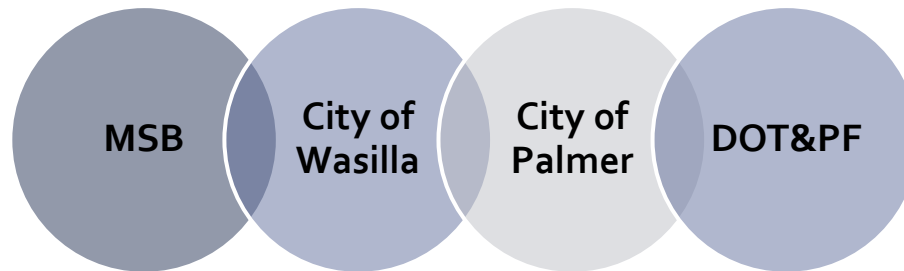 MSB
City of
Wasilla
City of
Palmer
DOT&PF